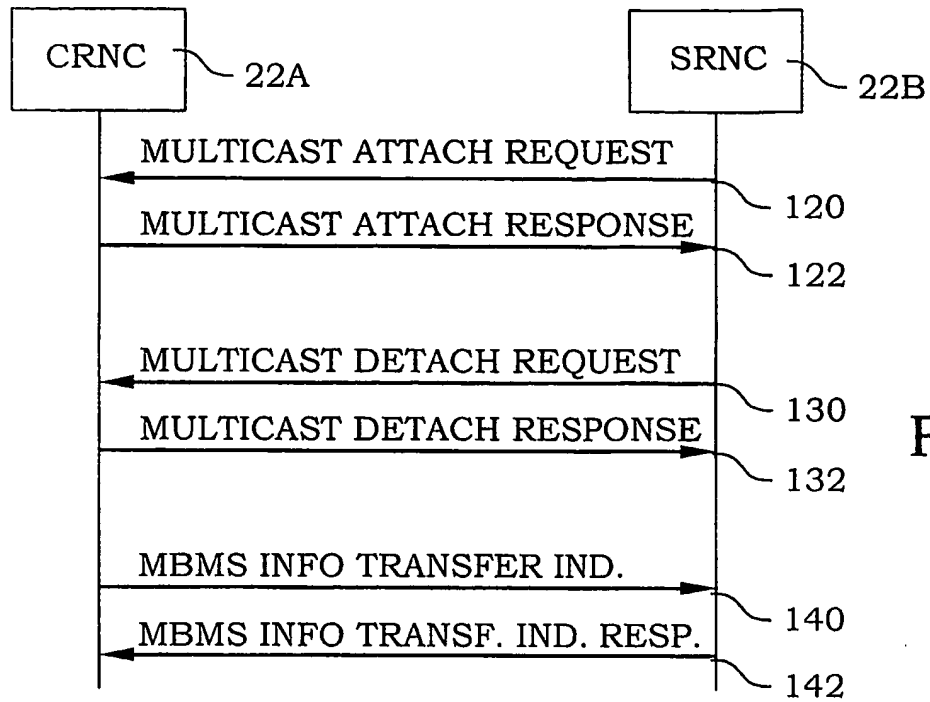 CRNC
22A
SRNC
22B
MULTICAST ATTACH REQUEST
120
MULTICAST ATTACH RESPONSE
122
MULTICAST DETACH REQUEST
130
MULTICAST DETACH RESPONSE
132
MBMS INFO TRANSFER IND.
140
MBMS INFO TRANSF. IND. RESP.
142